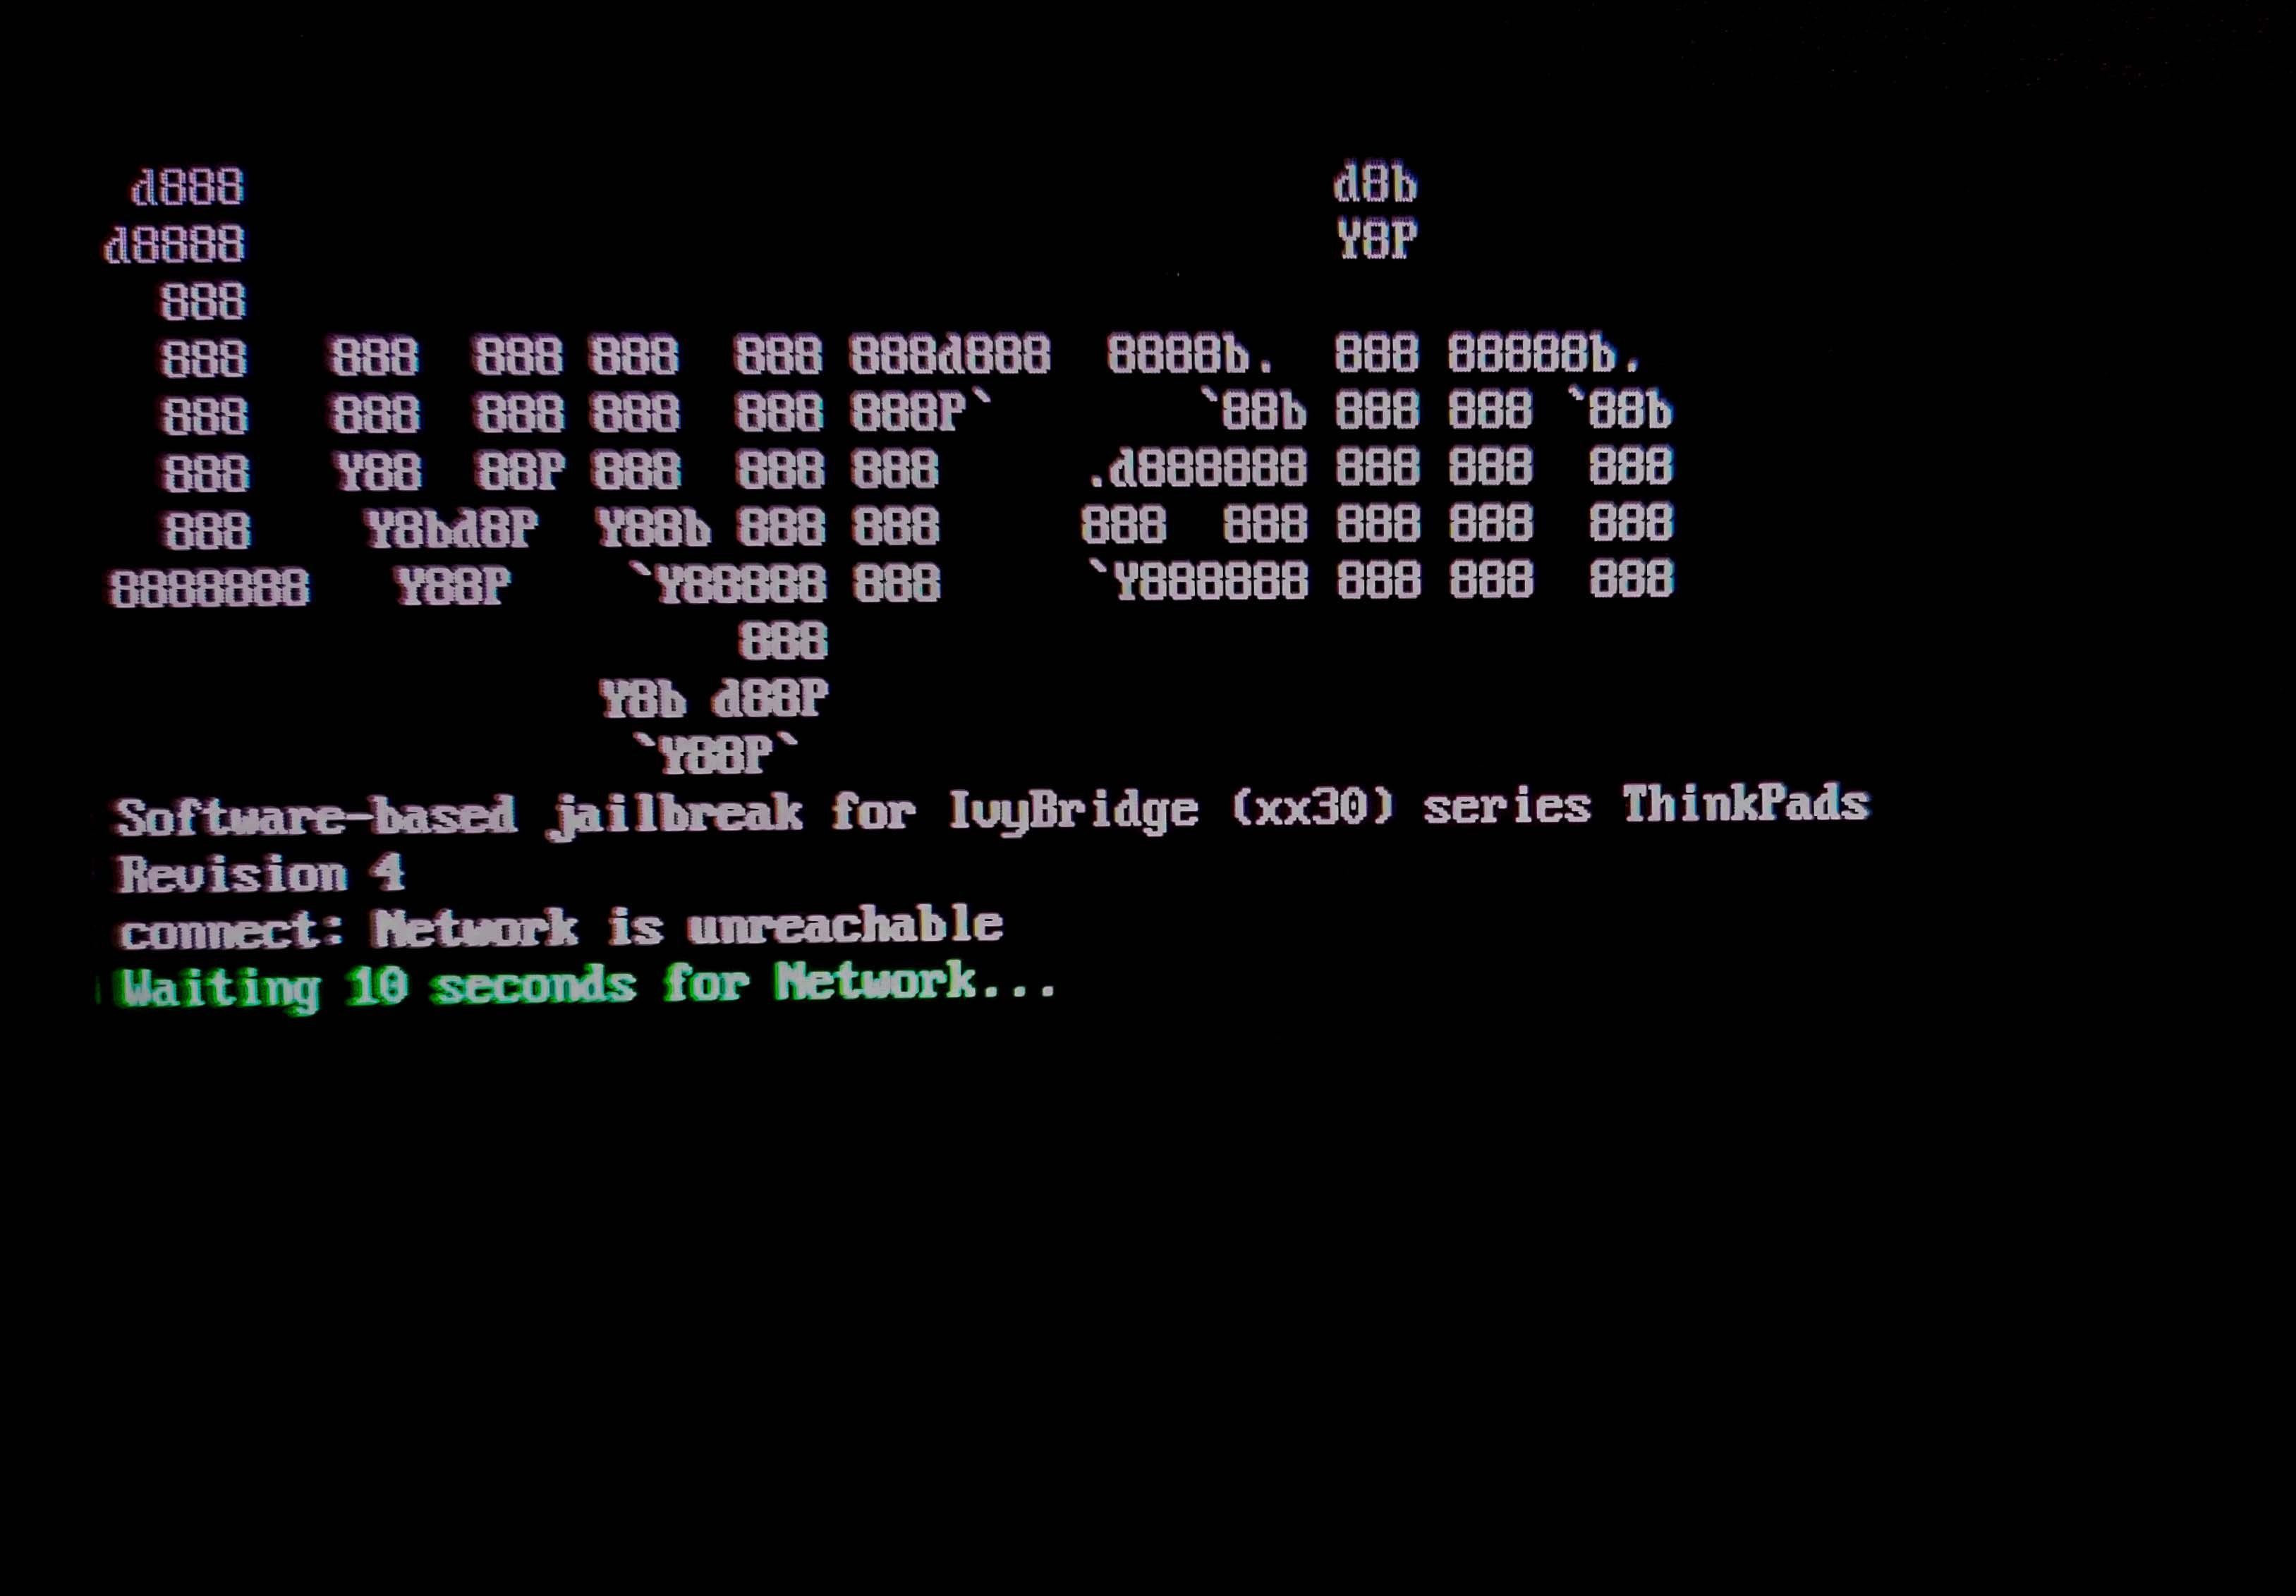 d888                                       d8b
d8888                                       Y8P
  888
  888   888  888 888  888 888d888  8888b.  888 88888b.
  888   888  888 888  888 888P`       `88b 888 888 `88b
  888   Y88  88P 888  888 888     .d888888 888 888  888
  888    Y8bd8P  Y88b 888 888     888  888 888 888  888
8888888   Y88P    `Y88888 888     `Y888888 888 888  888
                      888
                 Y8b d88P
                  `Y88P`
Software-based jailbreak for IvyBridge (xx30) series ThinkPads
Revision 4
connect: Network is unreachable
Waiting 10 seconds for Network...